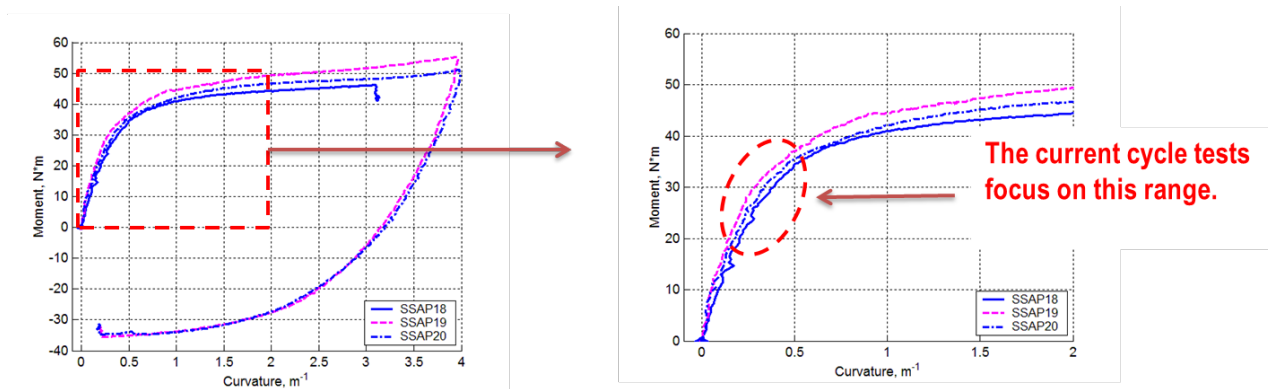 60
50
40
30
20
10
0
-10
-20
-30
-40
Moment, N*m
0 0.5 1 1.5 2 2.5 3 3.5 4
Curvature, m⁻¹
SSAP18
SSAP19
SSAP20
60
50
40
30
20
10
0
Moment, N*m
0 0.5 1 1.5 2
Curvature, m⁻¹
SSAP18
SSAP19
SSAP20
The current cycle tests
focus on this range.